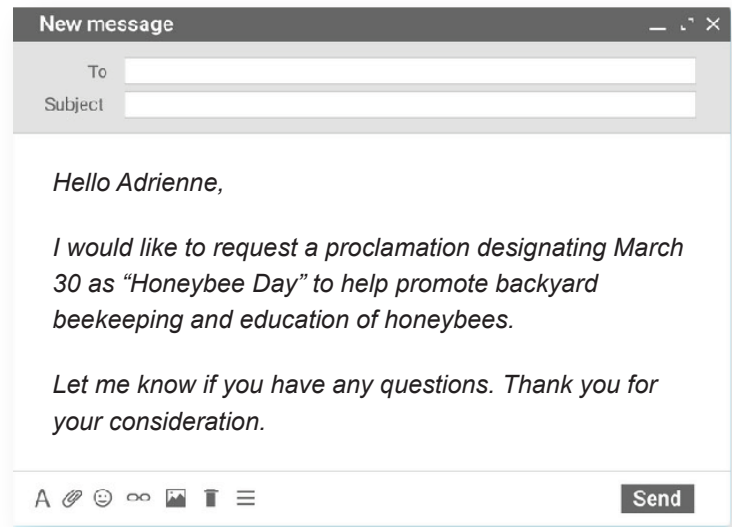 New message
To
Subject
Hello Adrienne,
I would like to request a proclamation designating March
30 as “Honeybee Day” to help promote backyard
beekeeping and education of honeybees.
Let me know if you have any questions. Thank you for
your consideration.
A
Send